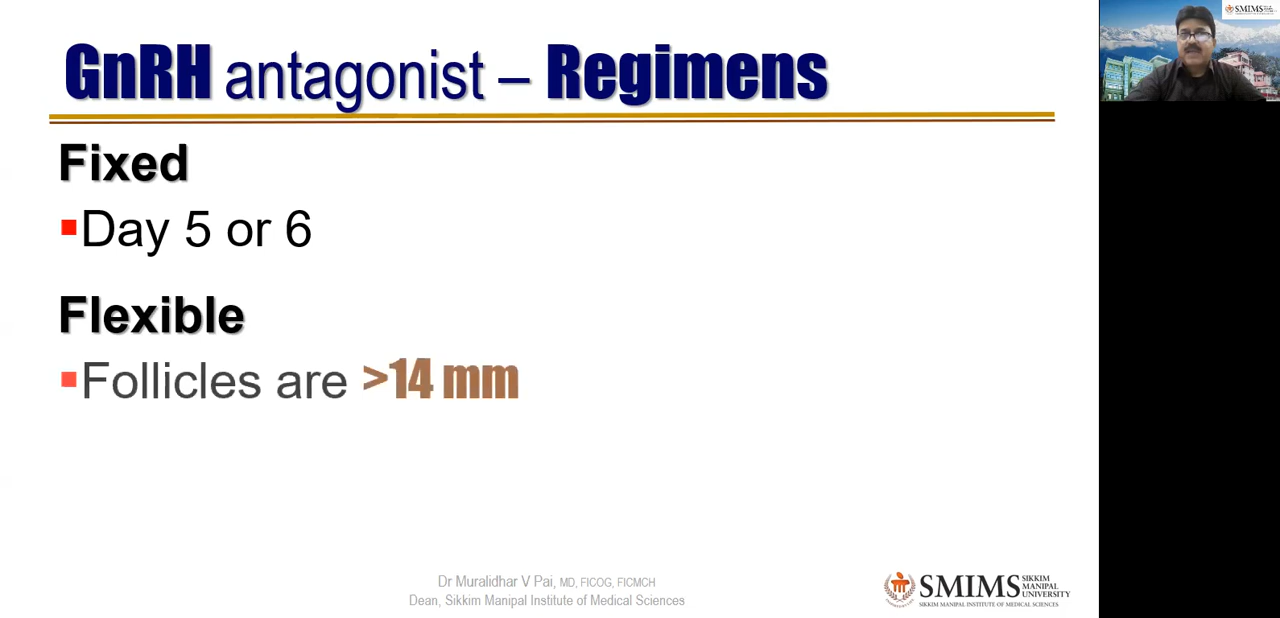 GnRH antagonist – Regimens
Fixed
▪Day 5 or 6
Flexible
▪Follicles are >14 mm
Dr Muralidhar V Pai, MD, FICOG, FICMCH
Dean, Sikkim Manipal Institute of Medical Sciences
SMIMS
SIKKIM
MANIPAL
UNIVERSITY
SIKKIM MANIPAL INSTITUTE OF MEDICAL SCIENCES
SMIMS